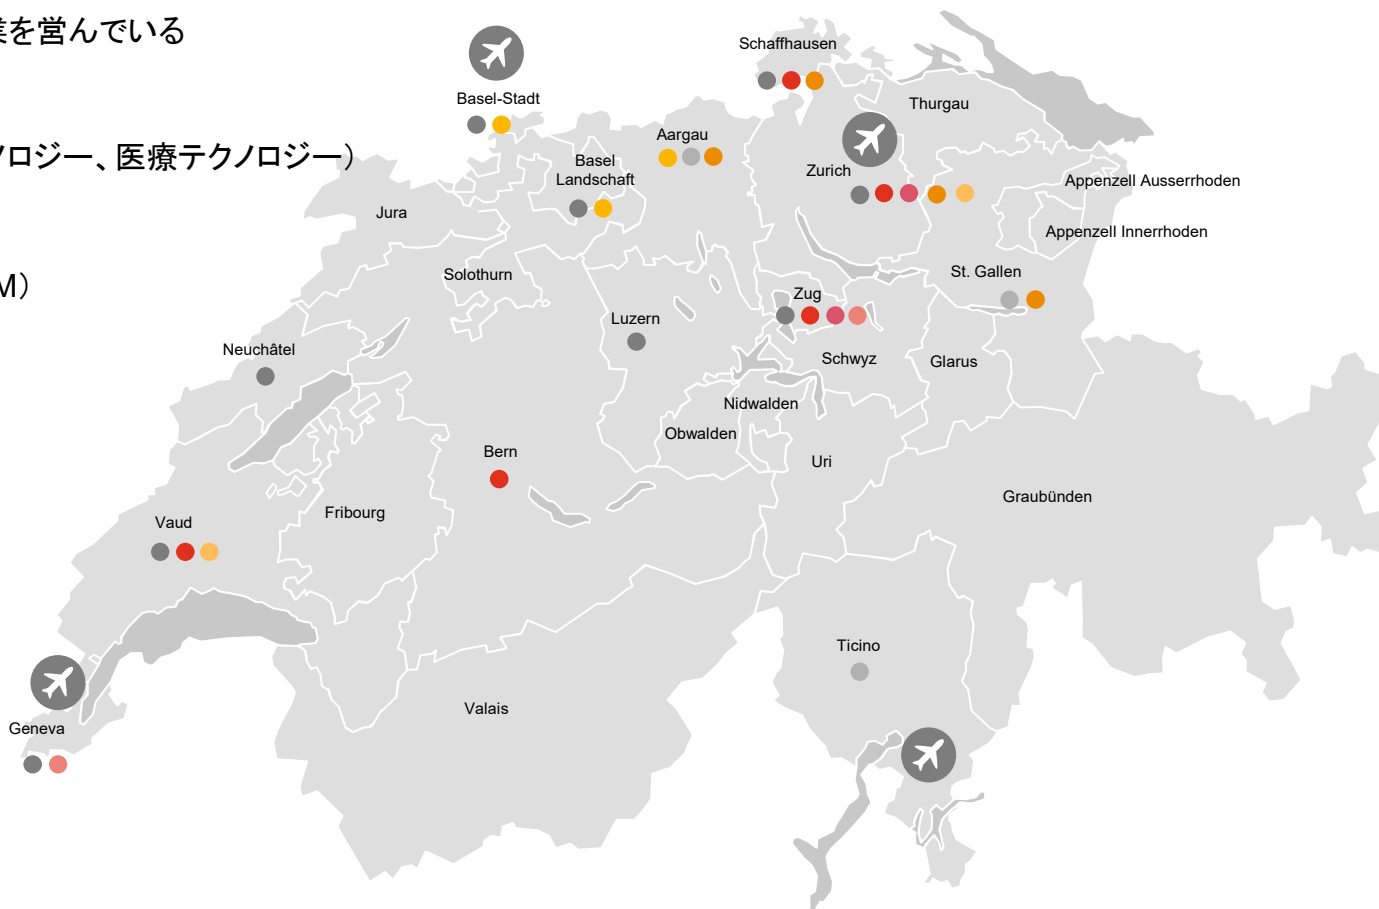 業を営んでいる
Schaffhausen
Basel-Stadt
Thurgau
Aargau
ノロジー、医療テクノロジー）
Basel
Landschaft
Zurich
Appenzell Ausserrhoden
Jura
Appenzell Innerrhoden
Solothurn
St. Gallen
M）
Zug
Luzern
Neuchâtel
Schwyz
Glarus
Nidwalden
Obwalden
Bern
Uri
Graubünden
Fribourg
Vaud
Ticino
Valais
Geneva